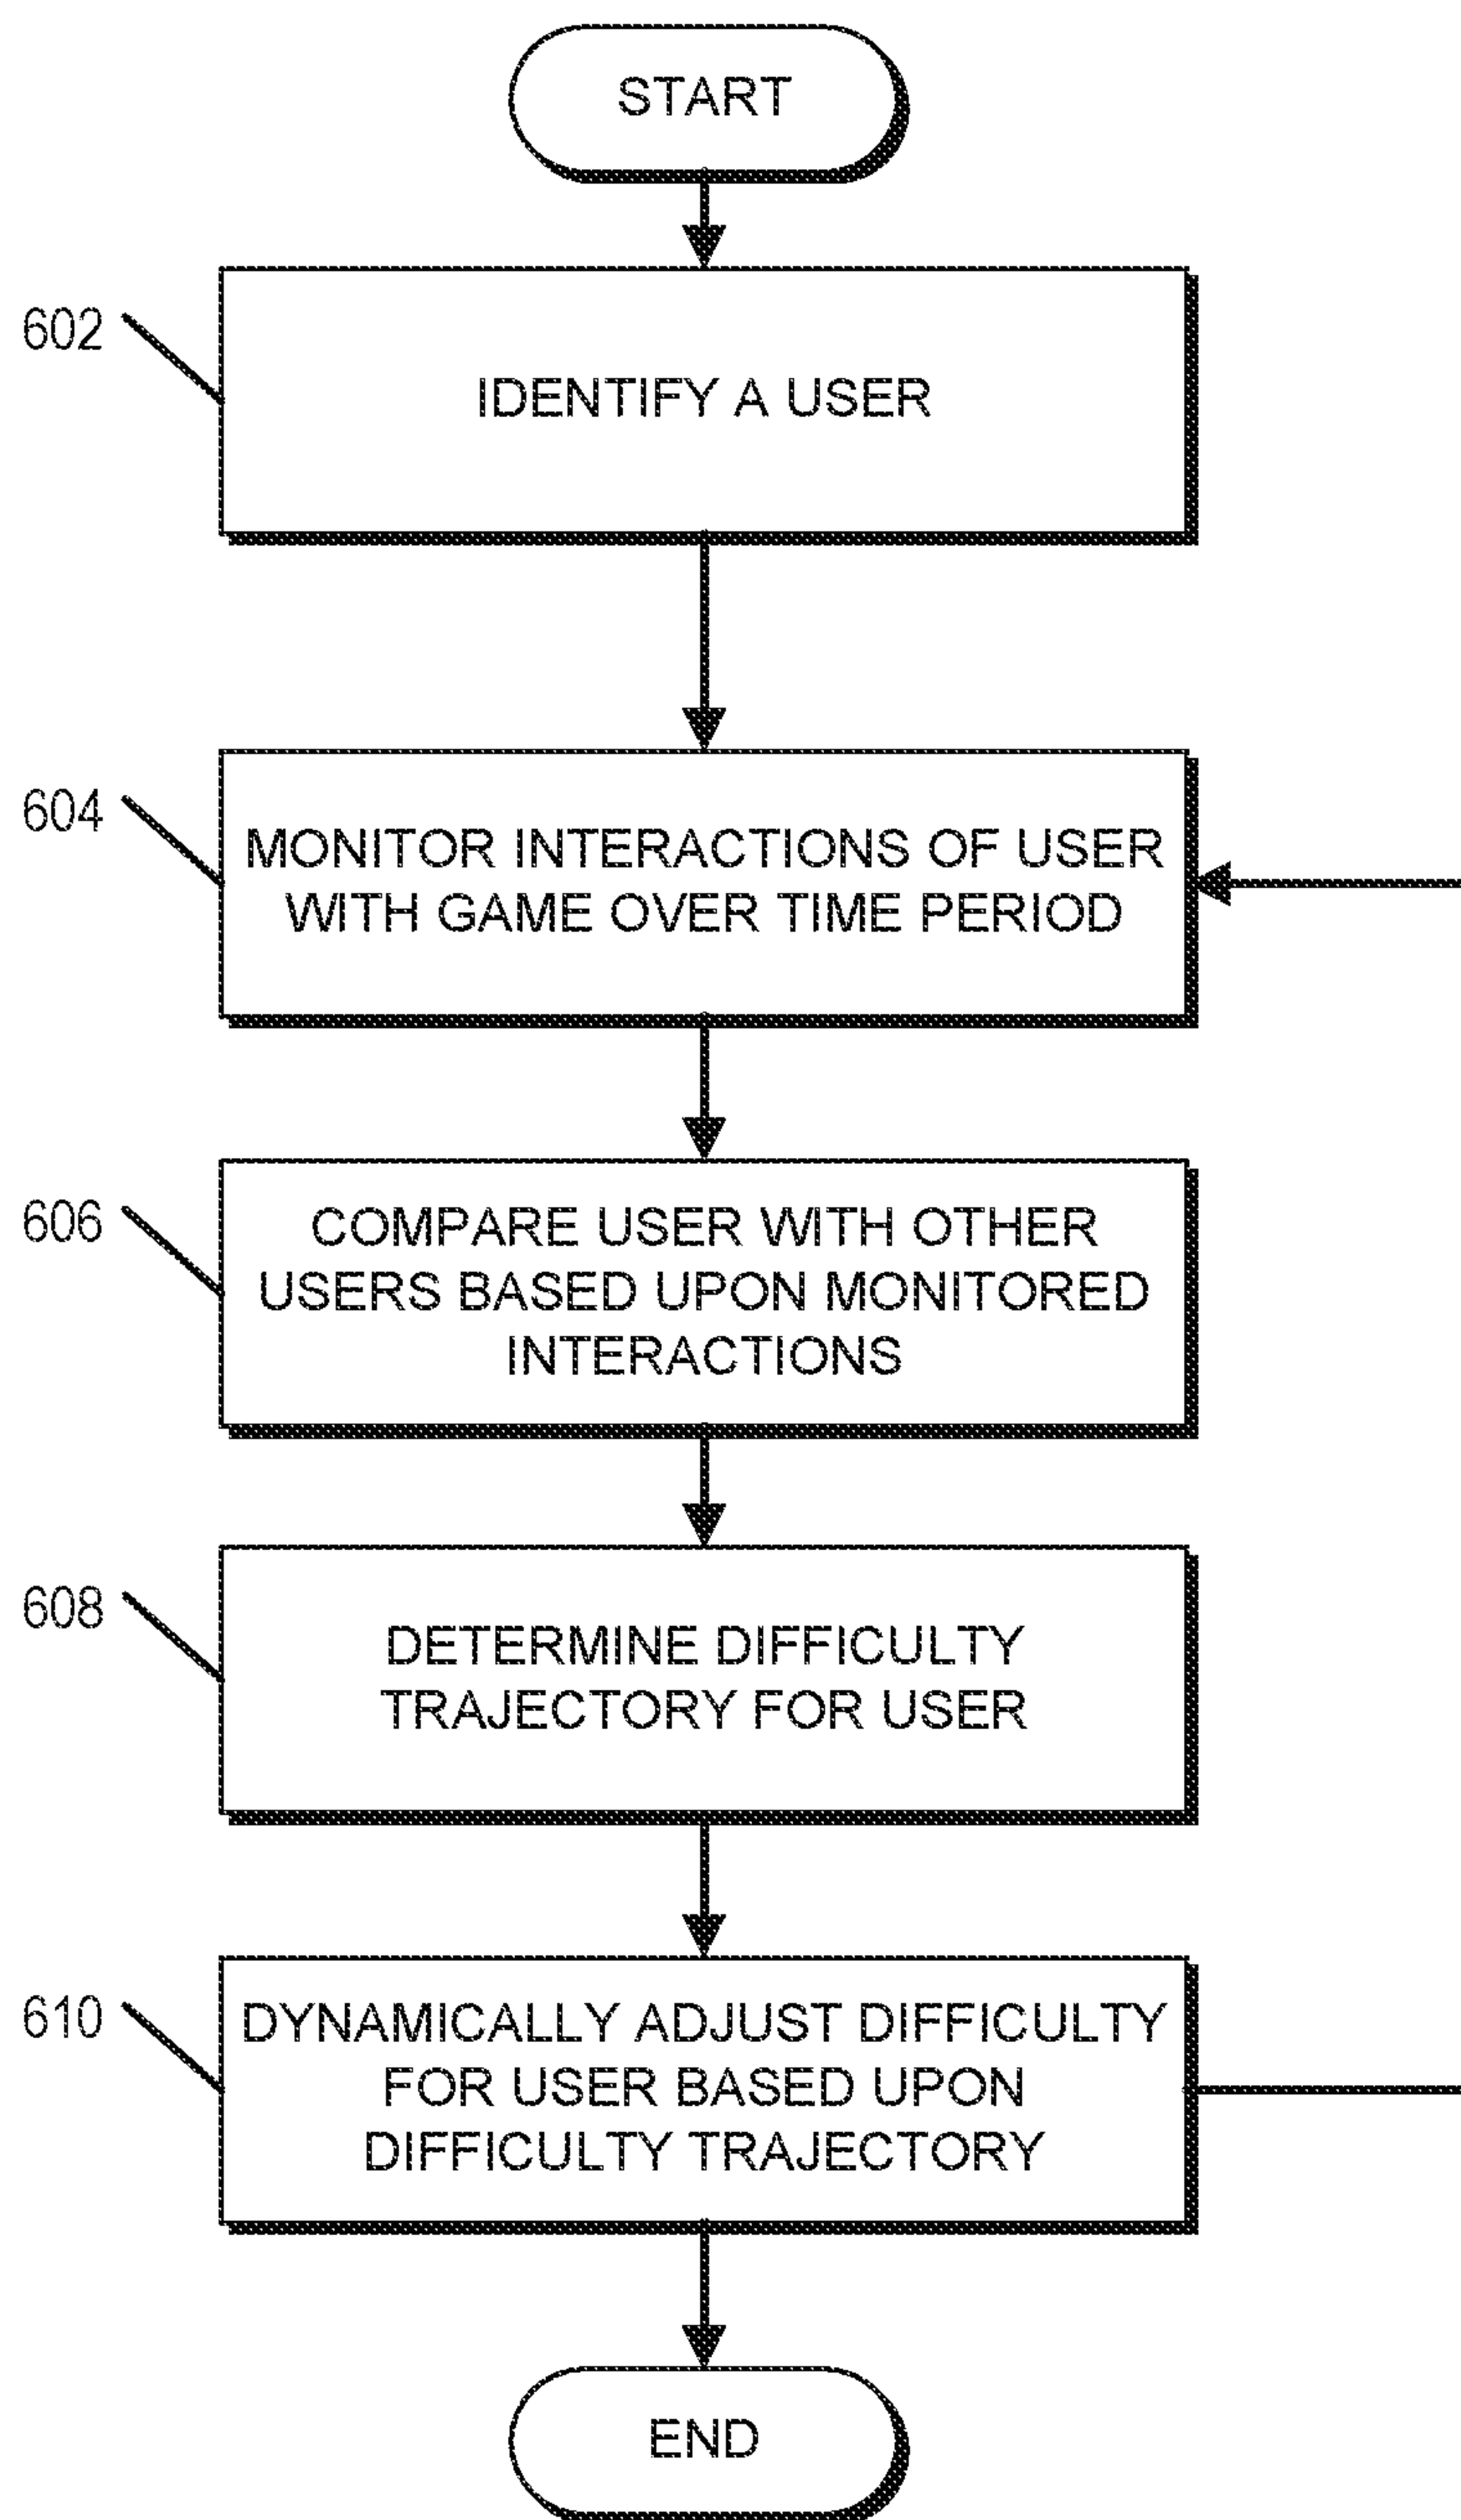 START
602
IDENTIFY A USER
604
MONITOR INTERACTIONS OF USER
WITH GAME OVER TIME PERIOD
606
COMPARE USER WITH OTHER
USERS BASED UPON MONITORED
INTERACTIONS
608
DETERMINE DIFFICULTY
TRAJECTORY FOR USER
610
DYNAMICALLY ADJUST DIFFICULTY
FOR USER BASED UPON
DIFFICULTY TRAJECTORY
END